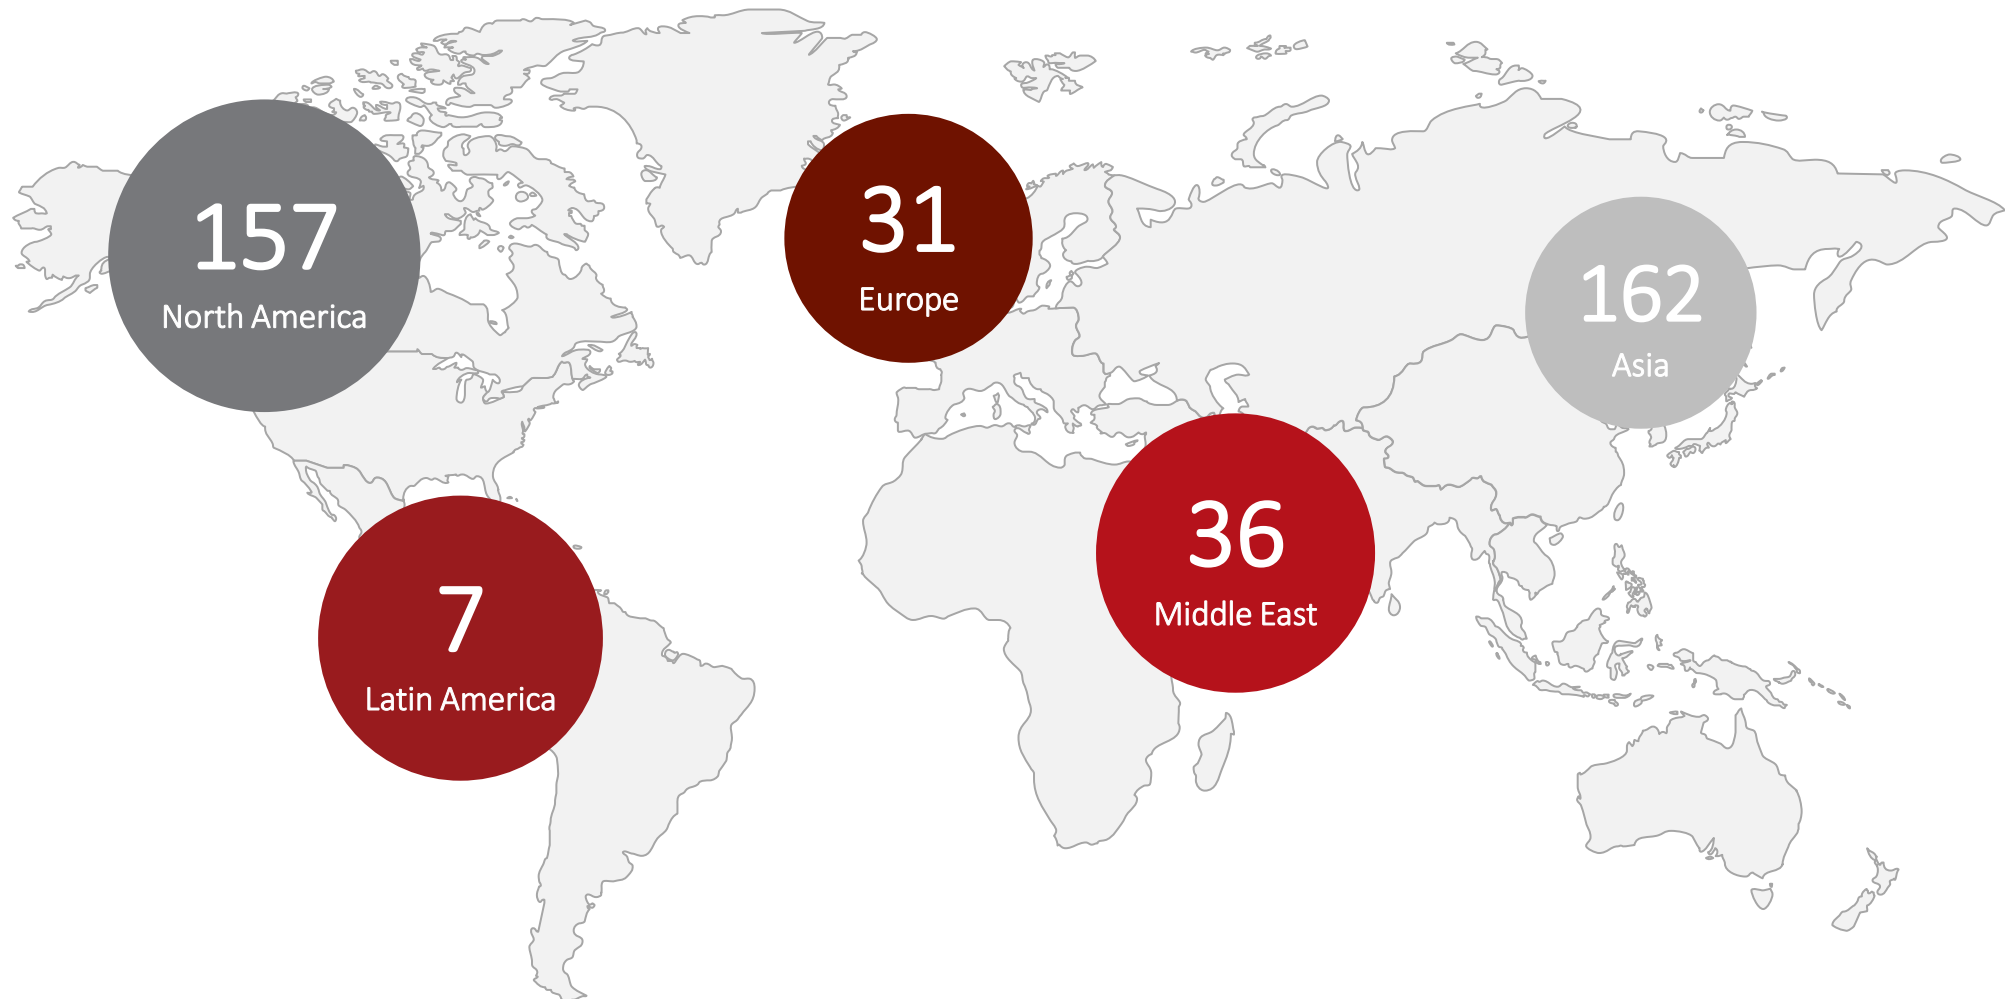 157
North America
31
Europe
162
Asia
36
Middle East
7
Latin America